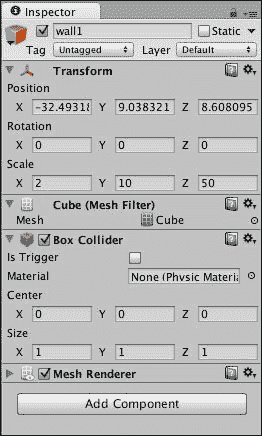 Inspector
wall1 Static
Tag Untagged Layer Default
Transform
Position
X -32.49318 Y 9.038321 Z 8.608095
Rotation
X 0 Y 0 Z 0
Scale
X 2 Y 10 Z 50
Cube (Mesh Filter)
Mesh Cube
Box Collider
Is Trigger
Material None (Physic Materia
Center
X 0 Y 0 Z 0
Size
X 1 Y 1 Z 1
Mesh Renderer
Add Component